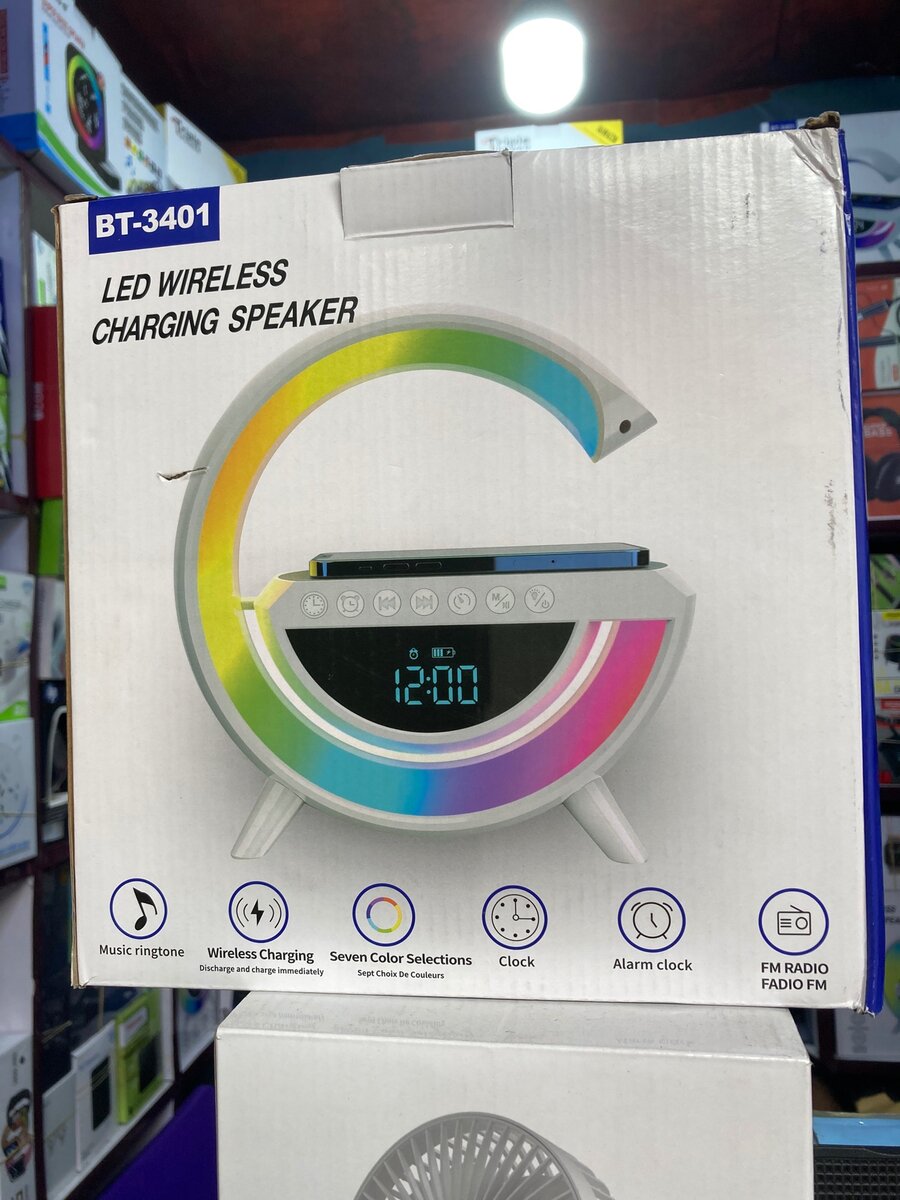 BT-3401
LED WIRELESS
CHARGING SPEAKER
M/HI
12:00
Music ringtone
Wireless Charging
Discharge and charge immediately
Seven Color Selections
Sept Choix De Couleurs
Clock
Alarm clock
FM RADIO
FADIO FM